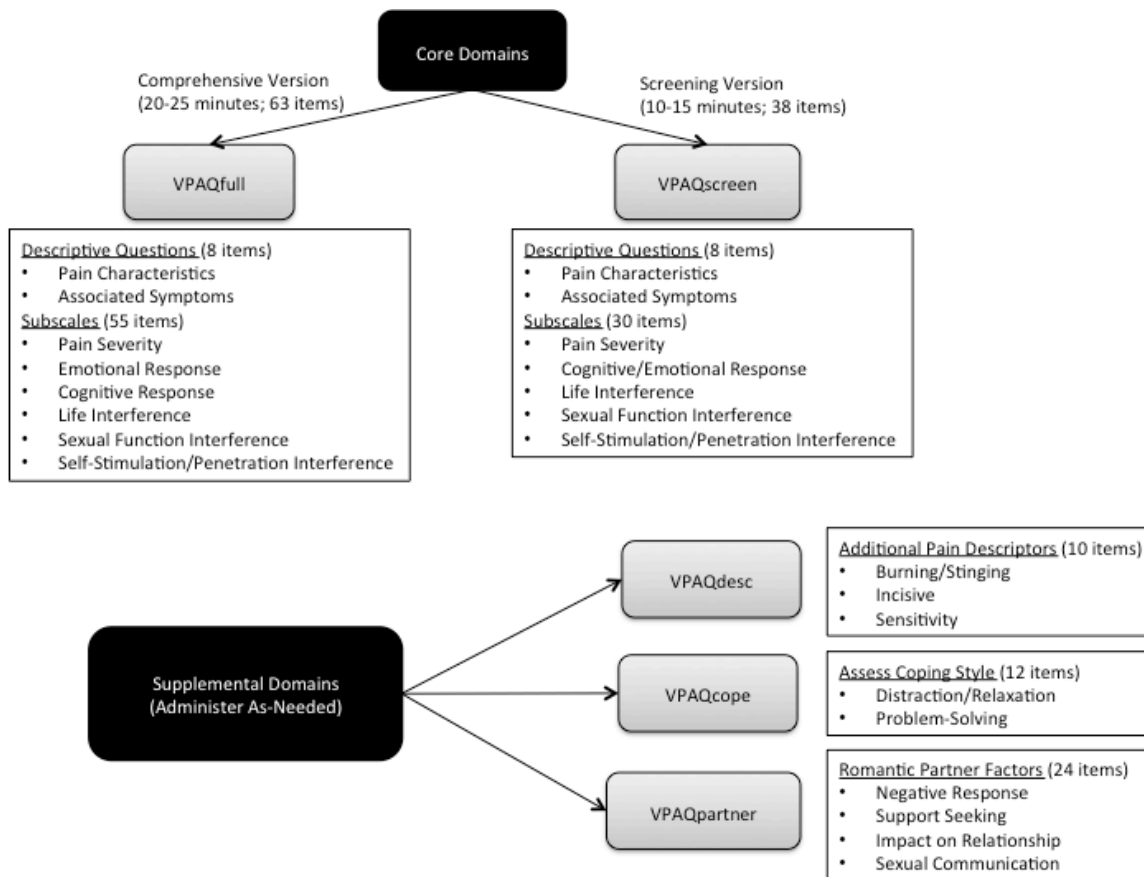 Core Domains
Comprehensive Version
(20-25 minutes; 63 items)
Screening Version
(10-15 minutes; 38 items)
VPAQfull
VPAQscreen
Descriptive Questions (8 items)
• Pain Characteristics
• Associated Symptoms
Subscales (55 items)
• Pain Severity
• Emotional Response
• Cognitive Response
• Life Interference
• Sexual Function Interference
• Self-Stimulation/Penetration Interference
Descriptive Questions (8 items)
• Pain Characteristics
• Associated Symptoms
Subscales (30 items)
• Pain Severity
• Cognitive/Emotional Response
• Life Interference
• Sexual Function Interference
• Self-Stimulation/Penetration Interference
Supplemental Domains
(Administer As-Needed)
VPAQdesc
Additional Pain Descriptors (10 items)
• Burning/Stinging
• Incisive
• Sensitivity
VPAQcope
Assess Coping Style (12 items)
• Distraction/Relaxation
• Problem-Solving
VPAQpartner
Romantic Partner Factors (24 items)
• Negative Response
• Support Seeking
• Impact on Relationship
• Sexual Communication